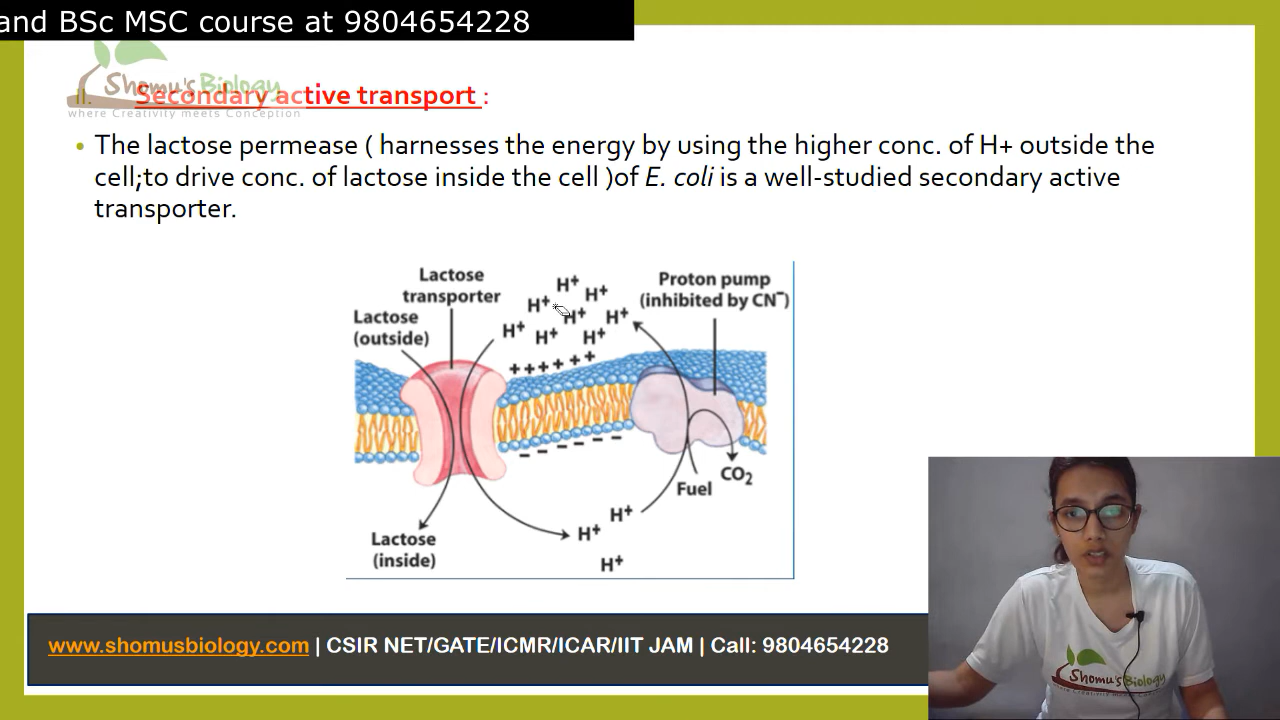 and BSc MSC course at 9804654228
Shomu's Biology
II. Secondary active transport :
where Creativity meets Conception
• The lactose permease ( harnesses the energy by using the higher conc. of H+ outside the
cell;to drive conc. of lactose inside the cell )of E. coli is a well-studied secondary active
transporter.
Lactose
transporter
Lactose
(outside)
H+
H+
H+
H+
H+
H+
H+
H+
Proton pump
(inhibited by CN−)
+ + + + + +
− − − − − −
CO2
Fuel
H+
H+
H+
Lactose
(inside)
www.shomusbiology.com | CSIR NET/GATE/ICMR/ICAR/IIT JAM | Call: 9804654228
Shomu's Biology